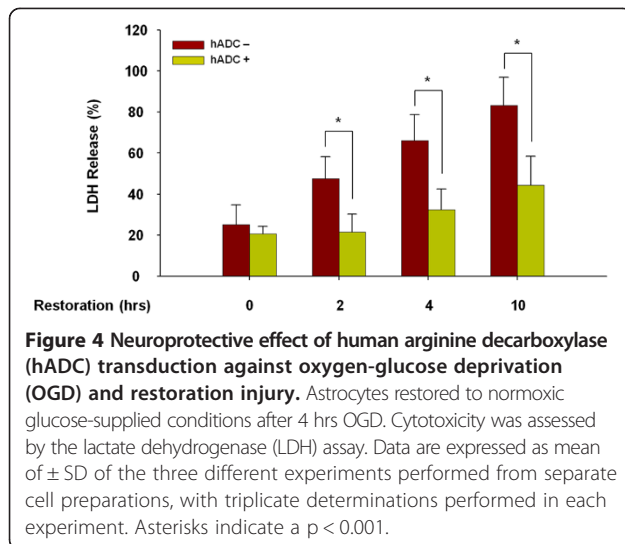 120
100
80
60
40
20
0
LDH Release (%)
hADC –
hADC +
*
*
*
Restoration (hrs) 0 2 4 10
Figure 4 Neuroprotective effect of human arginine decarboxylase
(hADC) transduction against oxygen-glucose deprivation
(OGD) and restoration injury. Astrocytes restored to normoxic
glucose-supplied conditions after 4 hrs OGD. Cytotoxicity was assessed
by the lactate dehydrogenase (LDH) assay. Data are expressed as mean
of ± SD of the three different experiments performed from separate
cell preparations, with triplicate determinations performed in each
experiment. Asterisks indicate a p < 0.001.